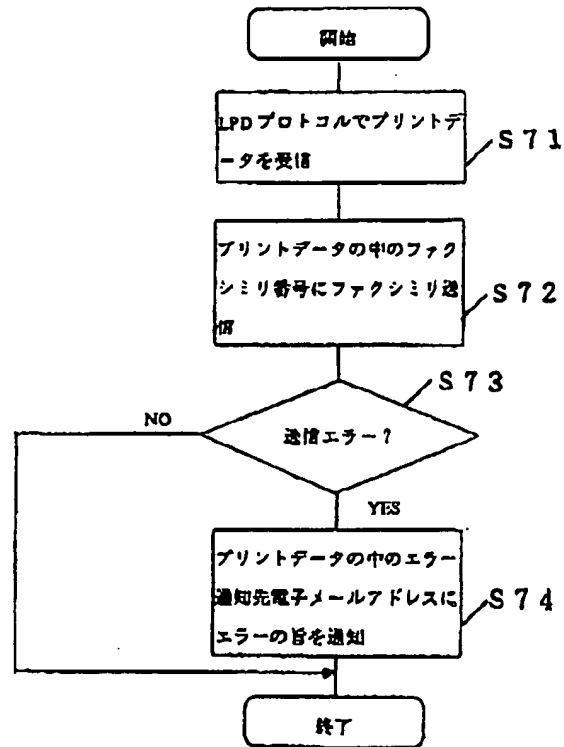 開始
LPDプロトコルでプリントデ
ータを受信
S71
プリントデータの中のファク
シミリ番号にファクシミリ送
信
S72
S73
NO
送信エラー？
YES
プリントデータの中のエラー
通知先電子メールアドレスに
エラーの旨を通知
S74
終了